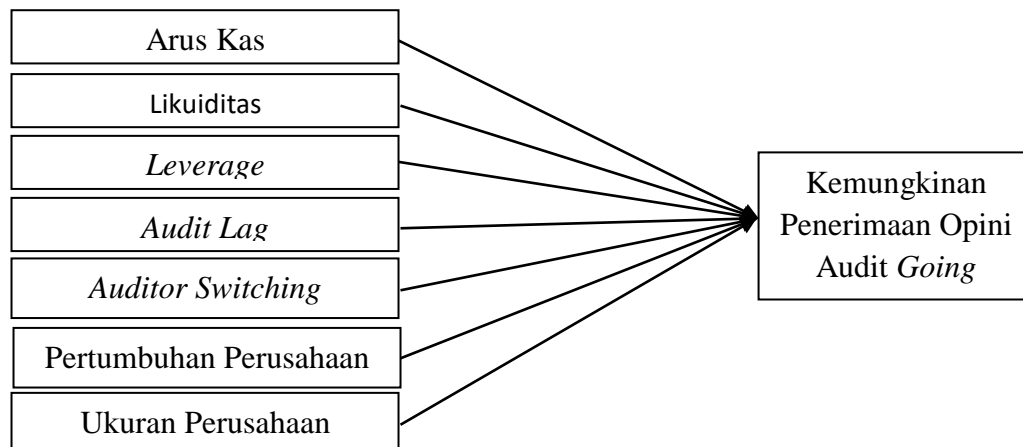 Arus Kas
Likuiditas
Leverage
Audit Lag
Auditor Switching
Pertumbuhan Perusahaan
Ukuran Perusahaan
Kemungkinan
Penerimaan Opini
Audit Going